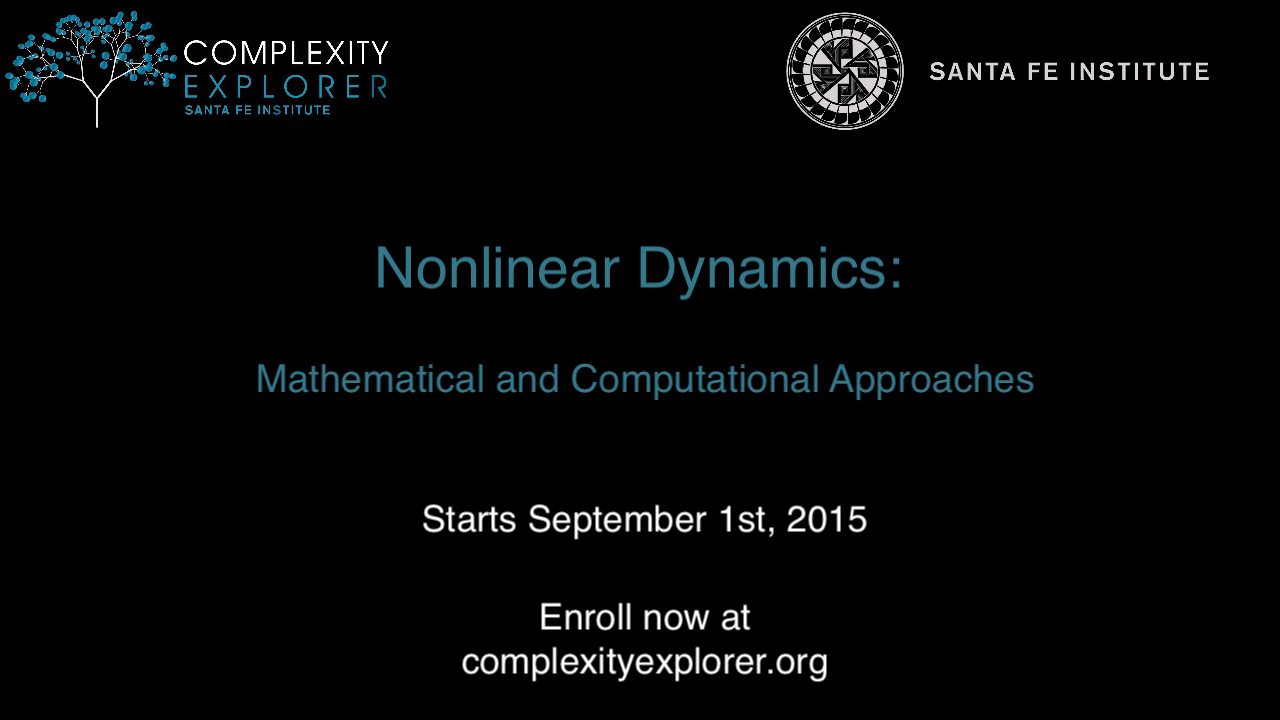 COMPLEXITY
EXPLORER
SANTA FE INSTITUTE
SANTA FE INSTITUTE
Nonlinear Dynamics:
Mathematical and Computational Approaches
Starts September 1st, 2015
Enroll now at
complexityexplorer.org